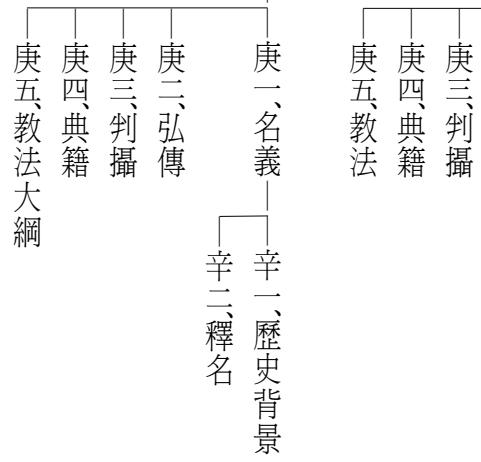 庚三、判攝
庚四、典籍
庚五、教法
庚一、名義
辛一、歷史背景
辛二、釋名
庚二、弘傳
庚三、判攝
庚四、典籍
庚五、教法大綱